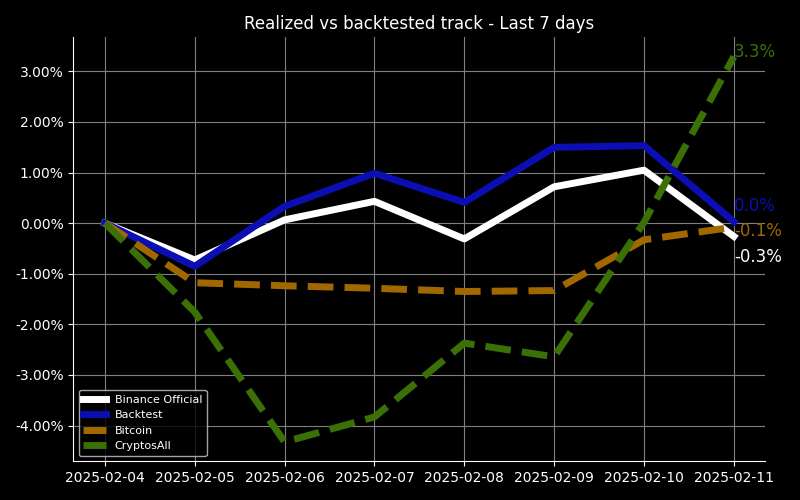 Realized vs backtested track - Last 7 days
3.00%
2.00%
1.00%
0.00%
-1.00%
-2.00%
-3.00%
-4.00%
3.3%
0.0%
-0.1%
-0.3%
Binance Official
Backtest
Bitcoin
CryptosAll
2025-02-04 2025-02-05 2025-02-06 2025-02-07 2025-02-08 2025-02-09 2025-02-10 2025-02-11